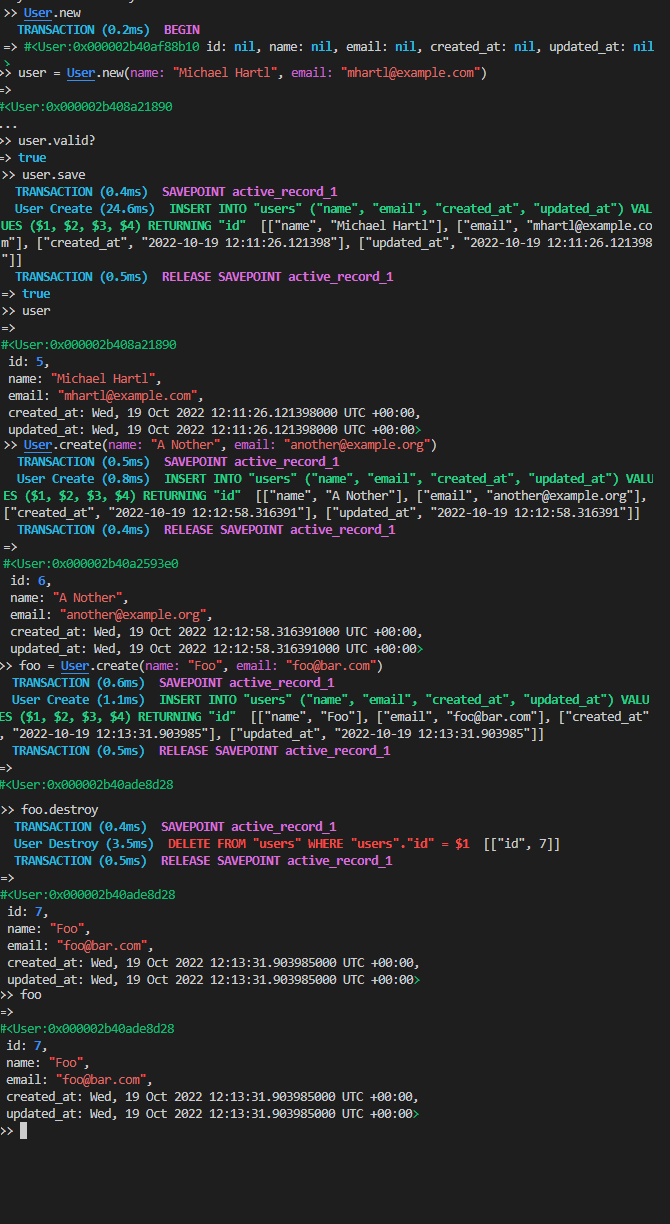 >> User.new
TRANSACTION (0.2ms)  BEGIN
=> #<User:0x000002b40af88b10 id: nil, name: nil, email: nil, created_at: nil, updated_at: nil
>
>> user = User.new(name: "Michael Hartl", email: "mhartl@example.com")
=>
#<User:0x000002b408a21890
...
>> user.valid?
=> true
>> user.save
TRANSACTION (0.4ms)  SAVEPOINT active_record_1
User Create (24.6ms)  INSERT INTO "users" ("name", "email", "created_at", "updated_at") VAL
UES ($1, $2, $3, $4) RETURNING "id"  [["name", "Michael Hartl"], ["email", "mhartl@example.co
m"], ["created_at", "2022-10-19 12:11:26.121398"], ["updated_at", "2022-10-19 12:11:26.121398
"]]
TRANSACTION (0.5ms)  RELEASE SAVEPOINT active_record_1
=> true
>> user
=>
#<User:0x000002b408a21890
id: 5,
name: "Michael Hartl",
email: "mhartl@example.com",
created_at: Wed, 19 Oct 2022 12:11:26.121398000 UTC +00:00,
updated_at: Wed, 19 Oct 2022 12:11:26.121398000 UTC +00:00>
>> User.create(name: "A Nother", email: "another@example.org")
TRANSACTION (0.5ms)  SAVEPOINT active_record_1
User Create (0.8ms)  INSERT INTO "users" ("name", "email", "created_at", "updated_at") VALU
ES ($1, $2, $3, $4) RETURNING "id"  [["name", "A Nother"], ["email", "another@example.org"],
["created_at", "2022-10-19 12:12:58.316391"], ["updated_at", "2022-10-19 12:12:58.316391"]]
TRANSACTION (0.4ms)  RELEASE SAVEPOINT active_record_1
=>
#<User:0x000002b40a2593e0
id: 6,
name: "A Nother",
email: "another@example.org",
created_at: Wed, 19 Oct 2022 12:12:58.316391000 UTC +00:00,
updated_at: Wed, 19 Oct 2022 12:12:58.316391000 UTC +00:00>
>> foo = User.create(name: "Foo", email: "foo@bar.com")
TRANSACTION (0.6ms)  SAVEPOINT active_record_1
User Create (1.1ms)  INSERT INTO "users" ("name", "email", "created_at", "updated_at") VALU
ES ($1, $2, $3, $4) RETURNING "id"  [["name", "Foo"], ["email", "foo@bar.com"], ["created_at"
, "2022-10-19 12:13:31.903985"], ["updated_at", "2022-10-19 12:13:31.903985"]]
TRANSACTION (0.5ms)  RELEASE SAVEPOINT active_record_1
=>
#<User:0x000002b40ade8d28
>> foo.destroy
TRANSACTION (0.4ms)  SAVEPOINT active_record_1
User Destroy (3.5ms)  DELETE FROM "users" WHERE "users"."id" = $1  [["id", 7]]
TRANSACTION (0.5ms)  RELEASE SAVEPOINT active_record_1
=>
#<User:0x000002b40ade8d28
id: 7,
name: "Foo",
email: "foo@bar.com",
created_at: Wed, 19 Oct 2022 12:13:31.903985000 UTC +00:00,
updated_at: Wed, 19 Oct 2022 12:13:31.903985000 UTC +00:00>
>> foo
=>
#<User:0x000002b40ade8d28
id: 7,
name: "Foo",
email: "foo@bar.com",
created_at: Wed, 19 Oct 2022 12:13:31.903985000 UTC +00:00,
updated_at: Wed, 19 Oct 2022 12:13:31.903985000 UTC +00:00>
>>